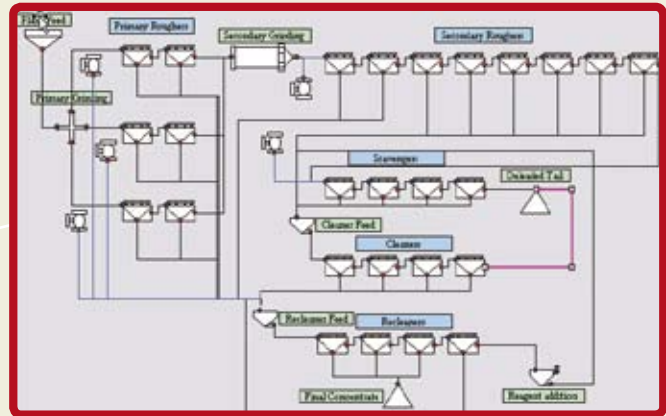 Primary Roughers
Secondary Grinding
Secondary Roughers
Primary Grinding
Scavengers
Deleaded Tail
Cleaner Feed
Cleaners
Recleaner Feed
Recleaners
Final Concentrate
Reagent addition